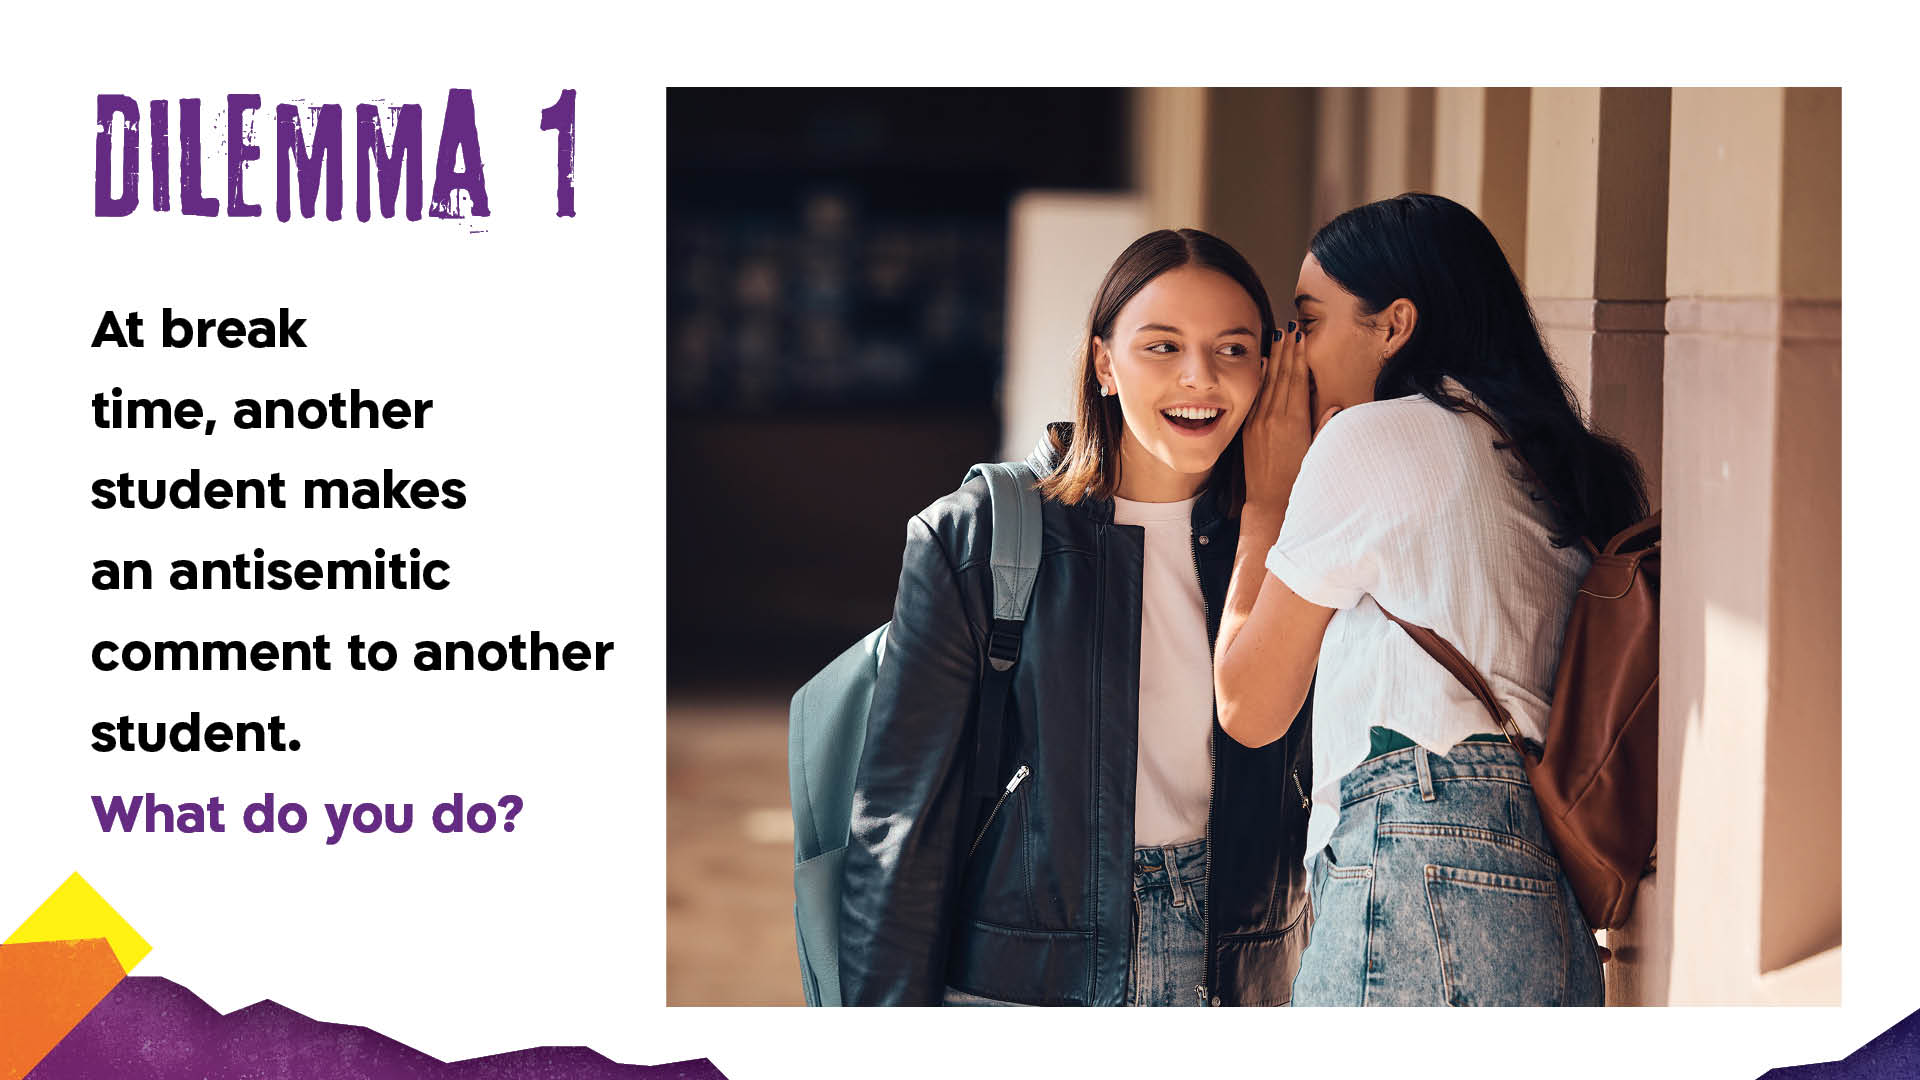 DILEMMA 1
At break
time, another
student makes
an antisemitic
comment to another
student.
What do you do?